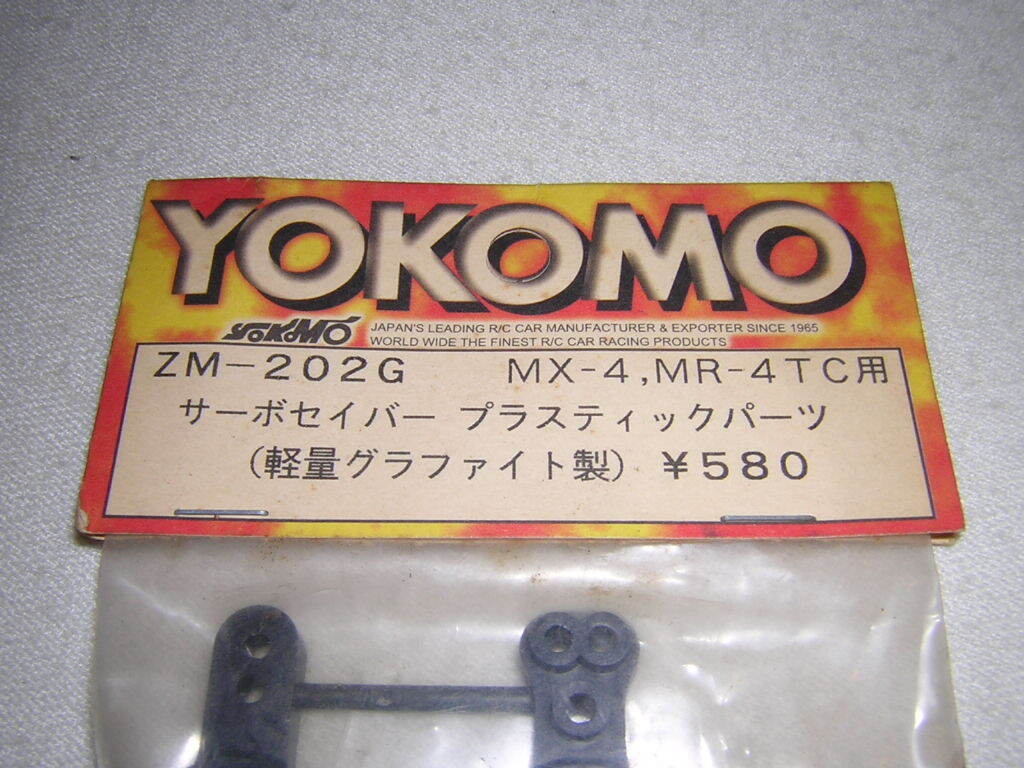 YOKOMO
YOKOMO
JAPAN'S LEADING R/C CAR MANUFACTURER & EXPORTER SINCE 1965
WORLD WIDE THE FINEST R/C CAR RACING PRODUCTS
ZM-202G MX-4,MR-4TC用
サーボセイバー プラスティックパーツ
(軽量グラファイト製) ¥580